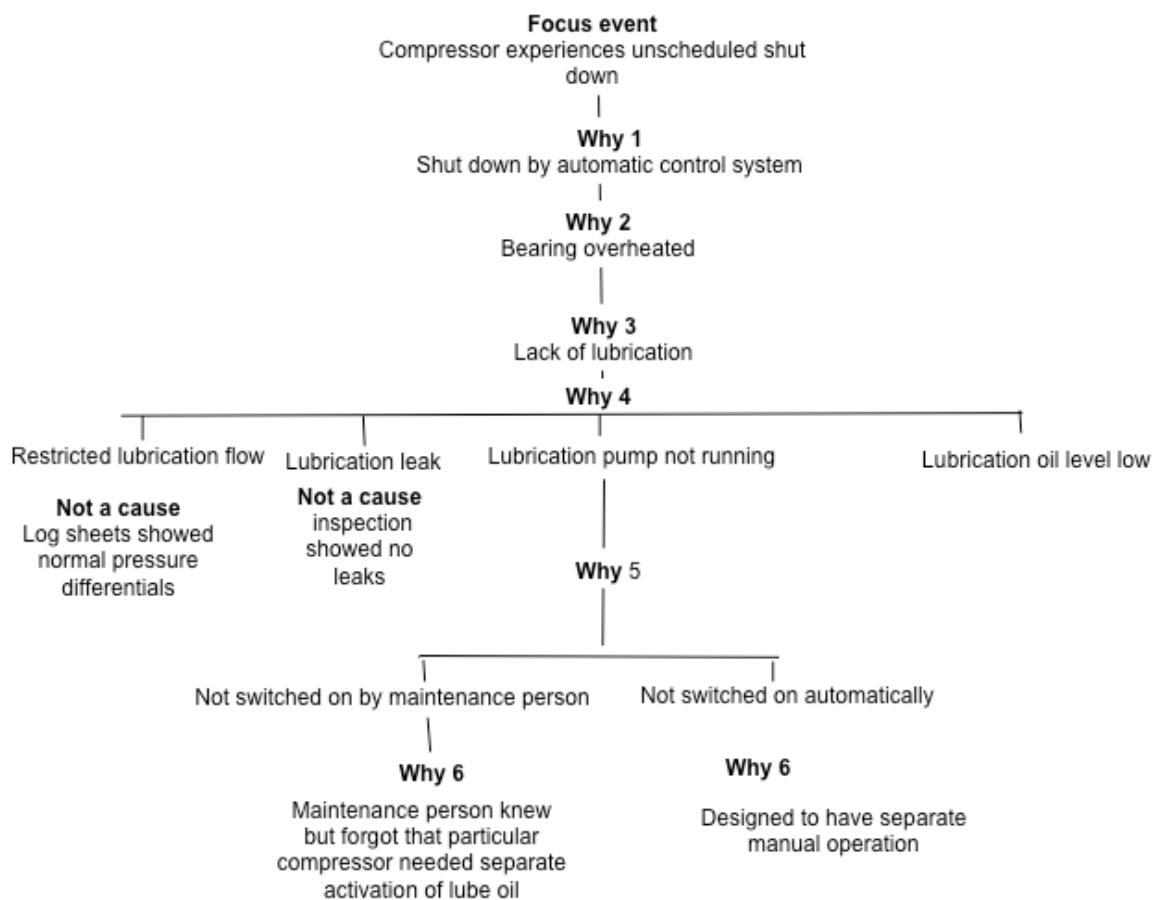 Focus event
Compressor experiences unscheduled shut
down
Why 1
Shut down by automatic control system
Why 2
Bearing overheated
Why 3
Lack of lubrication
Why 4
Restricted lubrication flow
Not a cause
Log sheets showed
normal pressure
differentials
Lubrication leak
Not a cause
inspection
showed no
leaks
Lubrication pump not running
Lubrication oil level low
Why 5
Not switched on by maintenance person
Not switched on automatically
Why 6
Maintenance person knew
but forgot that particular
compressor needed separate
activation of lube oil
Why 6
Designed to have separate
manual operation